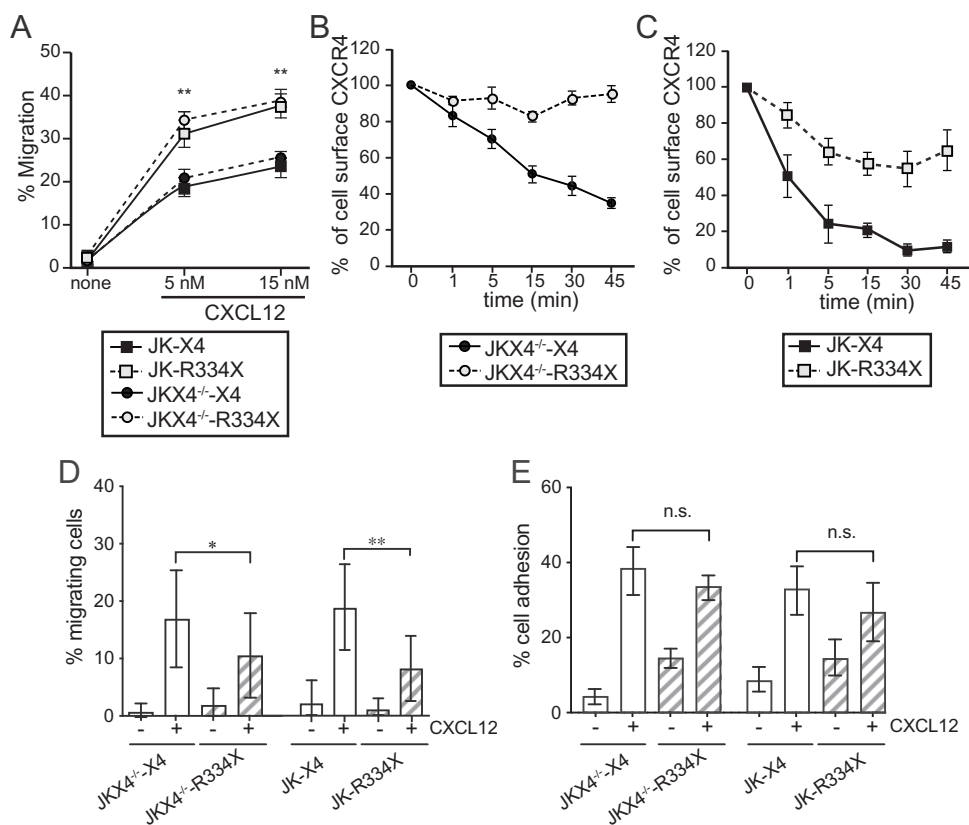 A
50
40
30
20
10
0
% Migration
** **
none 5 nM 15 nM
CXCL12
JK-X4
JK-R334X
JKX4-/--X4
JKX4-/--R334X
B
120
100
80
60
40
20
0
% of cell surface CXCR4
0 1 5 15 30 45
time (min)
JKX4-/--X4
JKX4-/--R334X
C
120
100
80
60
40
20
0
% of cell surface CXCR4
0 1 5 15 30 45
time (min)
JK-X4
JK-R334X
D
40
30
20
10
0
% migrating cells
* **
- + - + - + - + CXCL12
JKX4-/--X4
JKX4-/--R334X
JK-X4
JK-R334X
E
60
40
20
0
% cell adhesion
n.s. n.s.
- + - + - + - + CXCL12
JKX4-/--X4
JKX4-/--R334X
JK-X4
JK-R334X